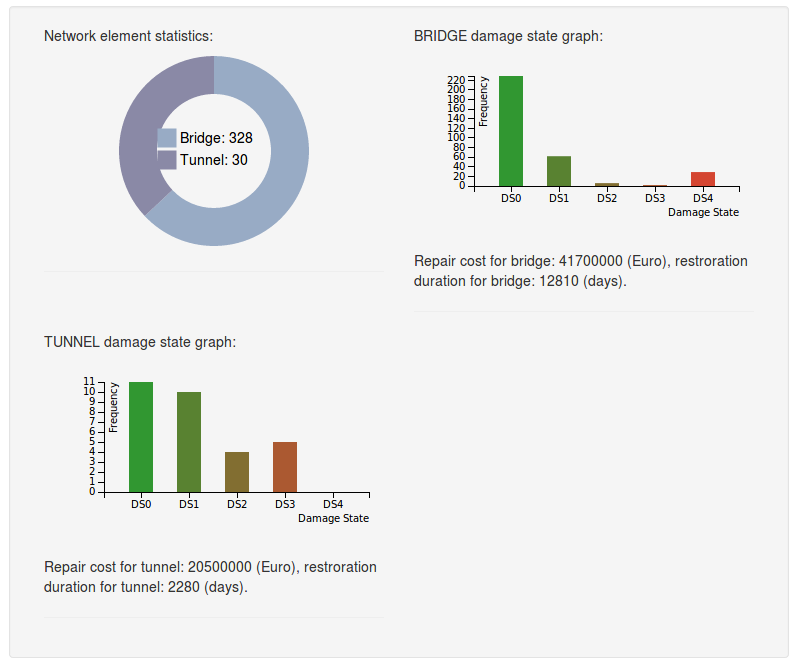 Network element statistics:
Bridge: 328
Tunnel: 30
BRIDGE damage state graph:
220
200
180
160
140
120
100
80
60
40
20
0
Frequency
DS0 DS1 DS2 DS3 DS4
Damage State
Repair cost for bridge: 41700000 (Euro), restroration
duration for bridge: 12810 (days).
TUNNEL damage state graph:
11
10
9
8
7
6
5
4
3
2
1
0
Frequency
DS0 DS1 DS2 DS3 DS4
Damage State
Repair cost for tunnel: 20500000 (Euro), restroration
duration for tunnel: 2280 (days).